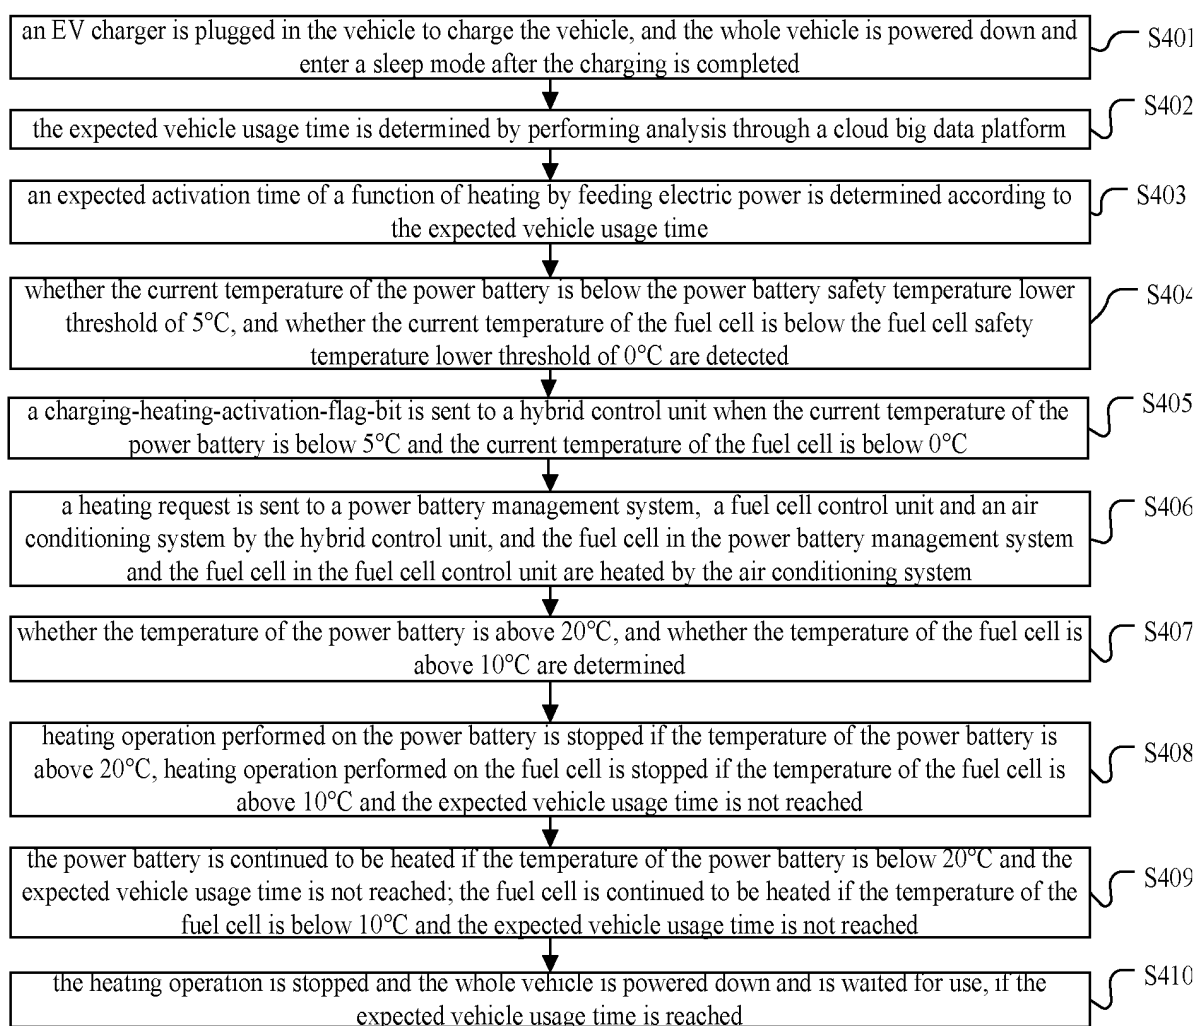 an EV charger is plugged in the vehicle to charge the vehicle, and the whole vehicle is powered down and
enter a sleep mode after the charging is completed
S401
the expected vehicle usage time is determined by performing analysis through a cloud big data platform
S402
an expected activation time of a function of heating by feeding electric power is determined according to
the expected vehicle usage time
S403
whether the current temperature of the power battery is below the power battery safety temperature lower
threshold of 5°C, and whether the current temperature of the fuel cell is below the fuel cell safety
temperature lower threshold of 0°C are detected
S404
a charging-heating-activation-flag-bit is sent to a hybrid control unit when the current temperature of the
power battery is below 5°C and the current temperature of the fuel cell is below 0°C
S405
a heating request is sent to a power battery management system, a fuel cell control unit and an air
conditioning system by the hybrid control unit, and the fuel cell in the power battery management system
and the fuel cell in the fuel cell control unit are heated by the air conditioning system
S406
whether the temperature of the power battery is above 20°C, and whether the temperature of the fuel cell is
above 10°C are determined
S407
heating operation performed on the power battery is stopped if the temperature of the power battery is
above 20°C, heating operation performed on the fuel cell is stopped if the temperature of the fuel cell is
above 10°C and the expected vehicle usage time is not reached
S408
the power battery is continued to be heated if the temperature of the power battery is below 20°C and the
expected vehicle usage time is not reached; the fuel cell is continued to be heated if the temperature of the
fuel cell is below 10°C and the expected vehicle usage time is not reached
S409
the heating operation is stopped and the whole vehicle is powered down and is waited for use, if the
expected vehicle usage time is reached
S410